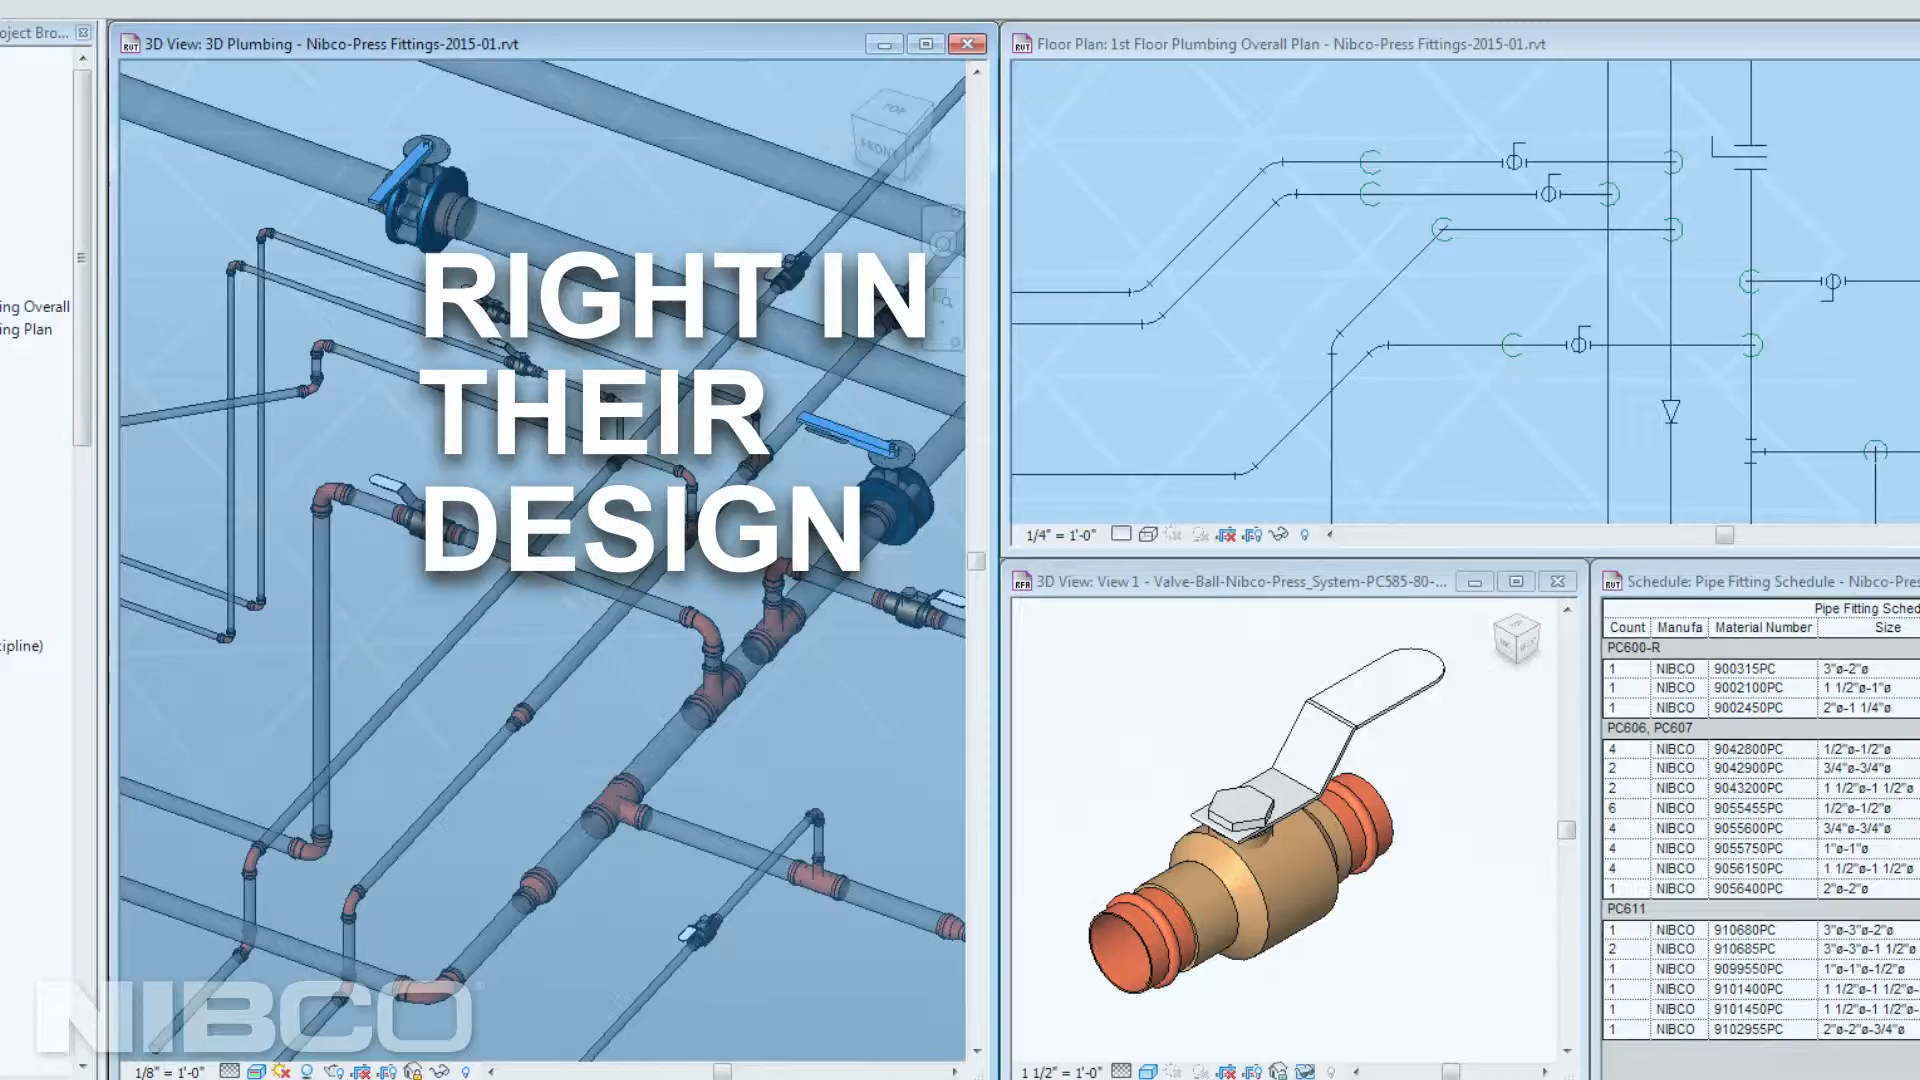 oject Bro...
ing Overall
ing Plan
cipline)
3D View: 3D Plumbing - Nibco-Press Fittings-2015-01.rvt
TOP
FRONT
RIGHT IN
THEIR
DESIGN
NIBCO
1/8" = 1'-0"
Floor Plan: 1st Floor Plumbing Overall Plan - Nibco-Press Fittings-2015-01.rvt
1/4" = 1'-0"
3D View: View 1 - Valve-Ball-Nibco-Press_System-PC585-80-...
1 1/2" = 1'-0"
Schedule: Pipe Fitting Schedule - Nibco-Pres
Pipe Fitting Sched
Count Manufa Material Number Size
PC600-R
1 NIBCO 900315PC 3"ø-2"ø
1 NIBCO 9002100PC 1 1/2"ø-1"ø
1 NIBCO 9002450PC 2"ø-1 1/4"ø
PC606, PC607
4 NIBCO 9042800PC 1/2"ø-1/2"ø
2 NIBCO 9042900PC 3/4"ø-3/4"ø
2 NIBCO 9043200PC 1 1/2"ø-1 1/2"ø
6 NIBCO 9055455PC 1/2"ø-1/2"ø
4 NIBCO 9055600PC 3/4"ø-3/4"ø
4 NIBCO 9055750PC 1"ø-1"ø
4 NIBCO 9056150PC 1 1/2"ø-1 1/2"ø
1 NIBCO 9056400PC 2"ø-2"ø
PC611
1 NIBCO 910680PC 3"ø-3"ø-2"ø
2 NIBCO 910685PC 3"ø-3"ø-1 1/2"ø
1 NIBCO 9099550PC 1"ø-1"ø-1/2"ø
1 NIBCO 9101400PC 1 1/2"ø-1 1/2"ø-
1 NIBCO 9101450PC 1 1/2"ø-1 1/2"ø-
1 NIBCO 9102955PC 2"ø-2"ø-3/4"ø